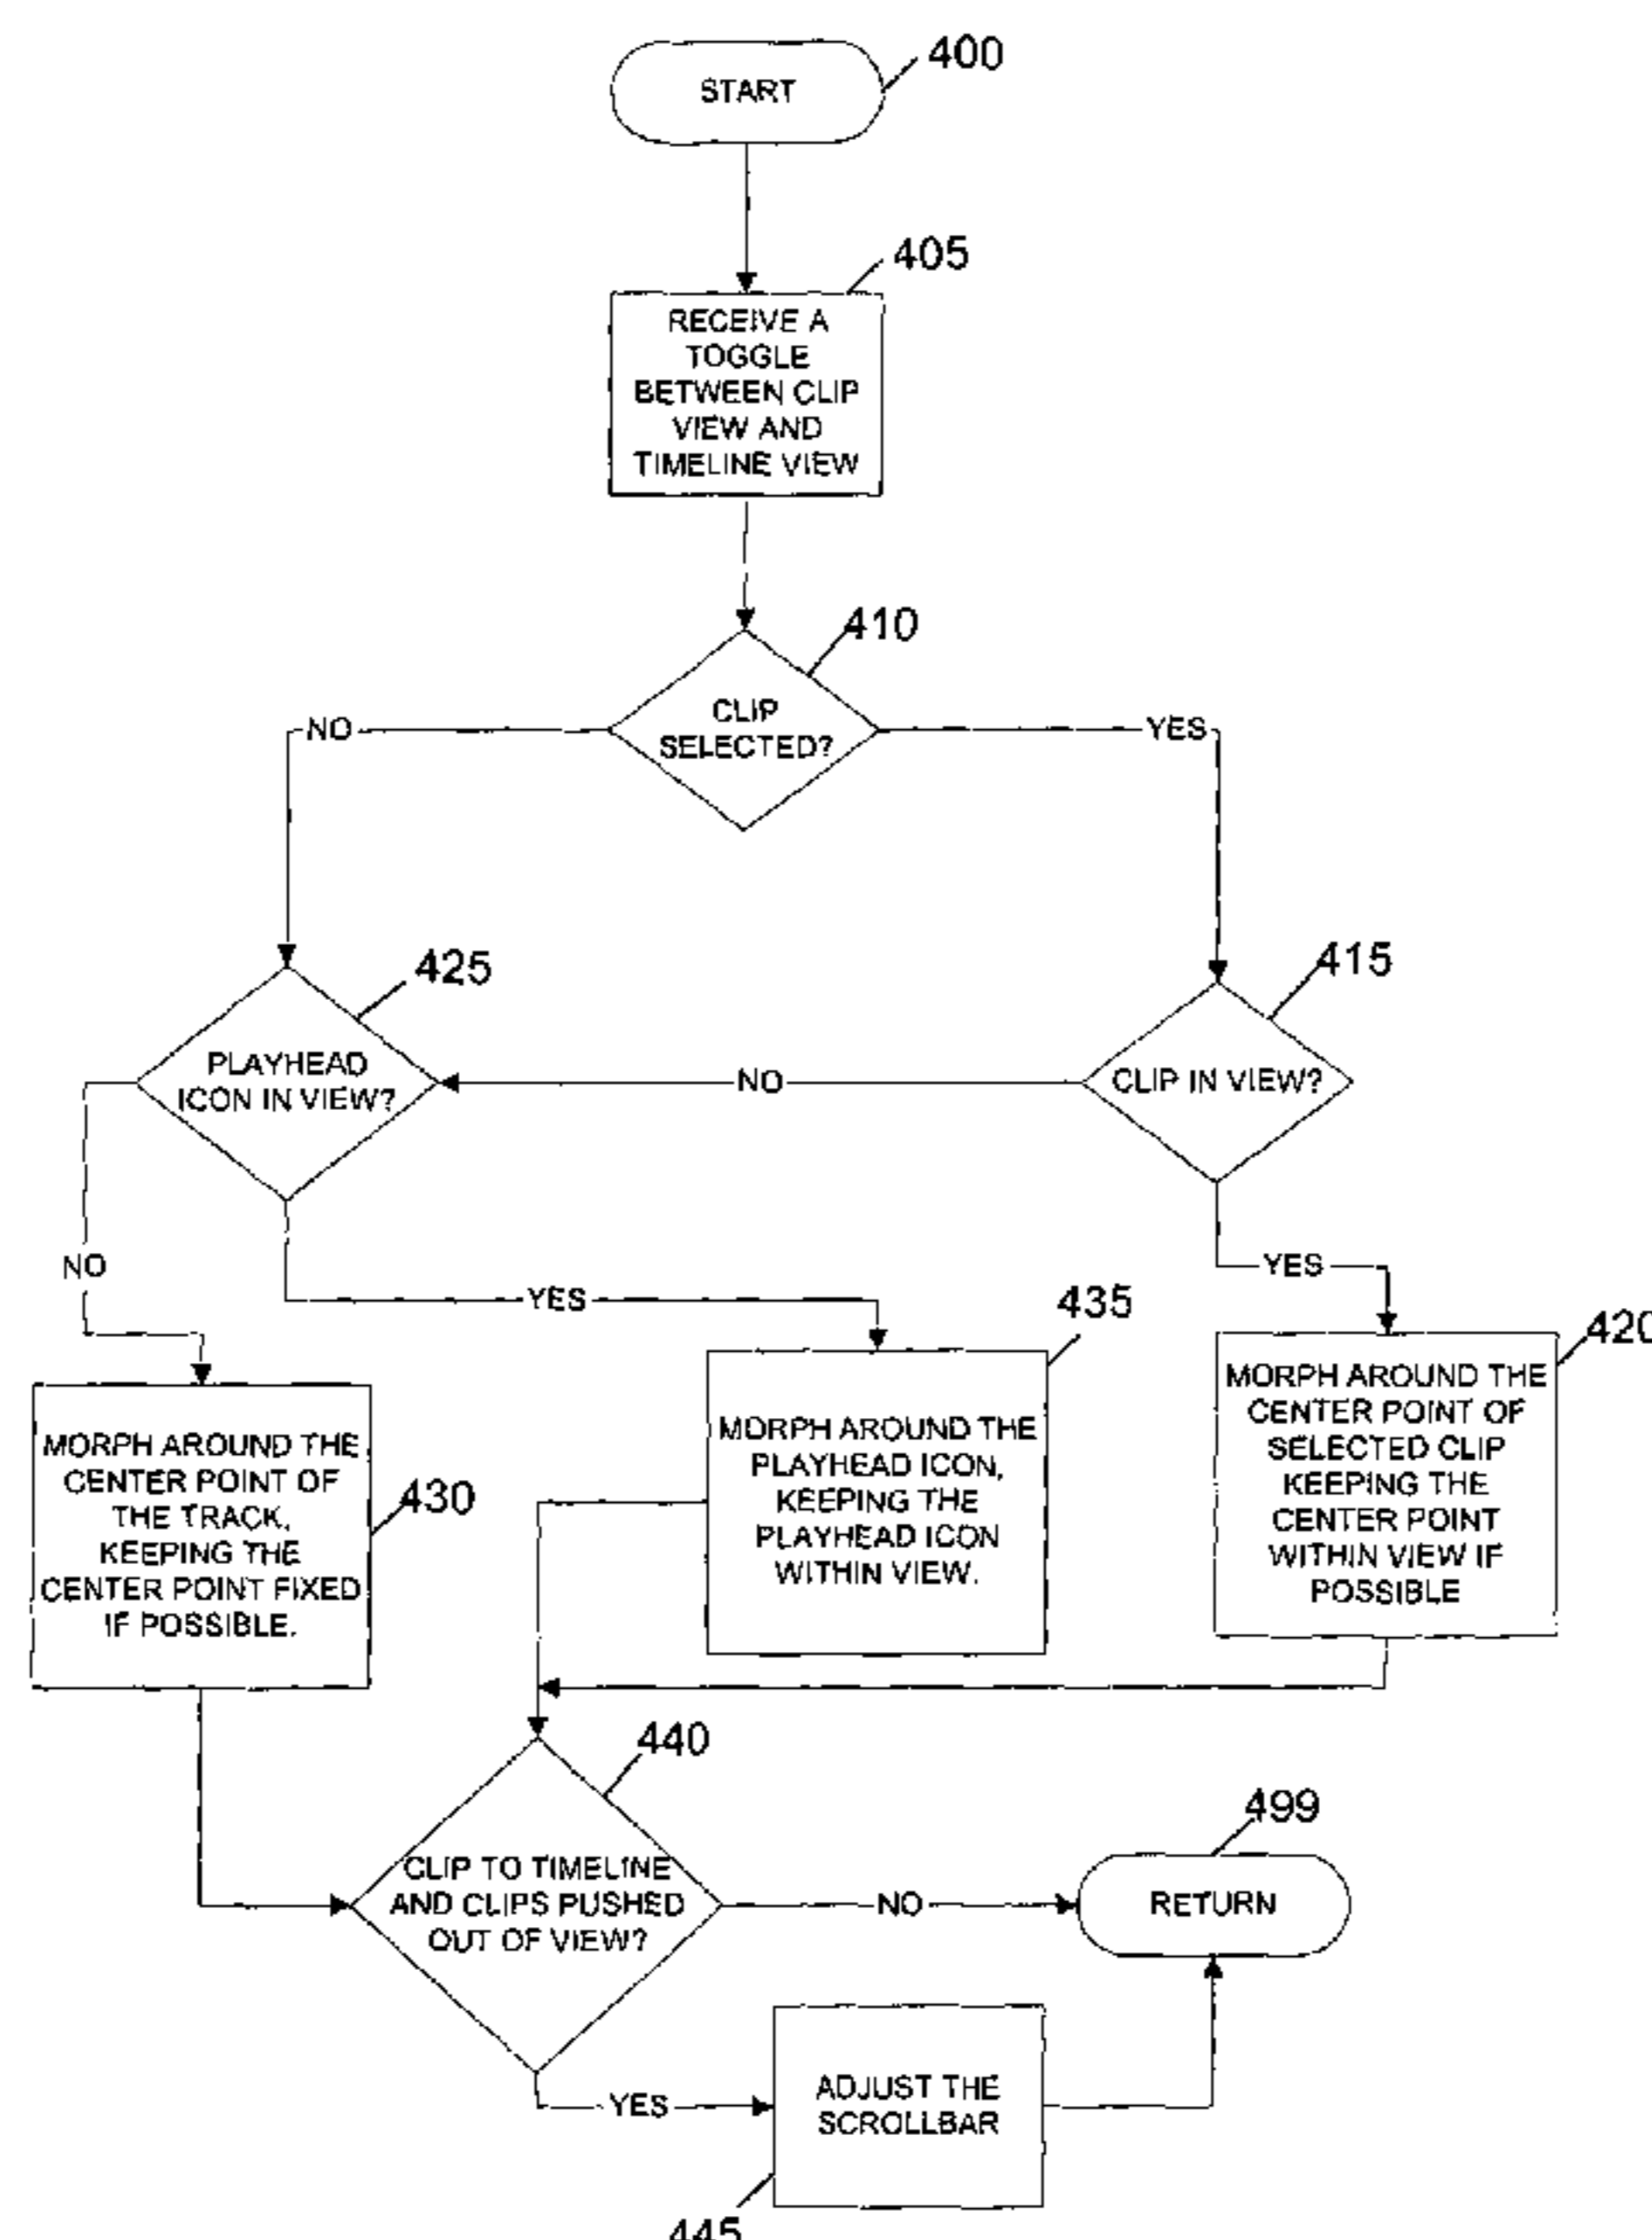 START
400
405
RECEIVE A
TOGGLE
BETWEEN CLIP
VIEW AND
TIMELINE VIEW
410
CLIP
SELECTED?
NO
YES
425
415
PLAYHEAD
ICON IN VIEW?
NO
CLIP IN VIEW?
NO
YES
YES
435
420
MORPH AROUND THE
CENTER POINT OF
THE TRACK,
KEEPING THE
CENTER POINT FIXED
IF POSSIBLE.
430
MORPH AROUND THE
PLAYHEAD ICON,
KEEPING THE
PLAYHEAD ICON
WITHIN VIEW.
MORPH AROUND THE
CENTER POINT OF
SELECTED CLIP
KEEPING THE
CENTER POINT
WITHIN VIEW IF
POSSIBLE
440
CLIP TO TIMELINE
AND CLIPS PUSHED
OUT OF VIEW?
NO
499
RETURN
YES
ADJUST THE
SCROLLBAR
445